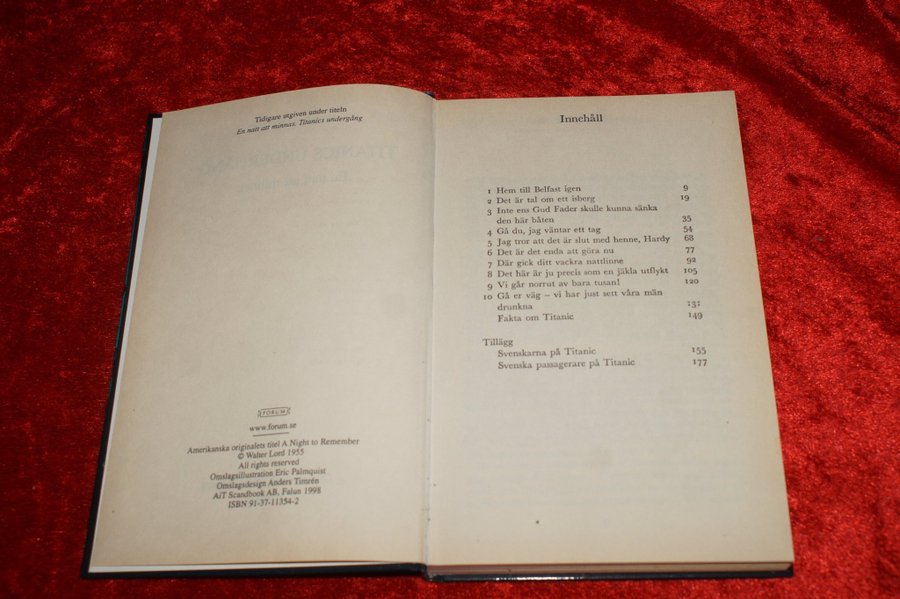 Tidigare utgiven under titeln
En natt att minnas. Titanics undergång
FORUM
www.forum.se
Amerikanska originalets titel A Night to Remember
© Walter Lord 1955
All rights reserved
Omslagsillustration Eric Palmquist
Omslagsdesign Anders Timrén
AiT Scandbook AB, Falun 1998
ISBN 91-37-11354-2
Innehåll
1 Hem till Belfast igen 9
2 Det är tal om ett isberg 19
3 Inte ens Gud Fader skulle kunna sänka
den här båten 35
4 Gå du, jag väntar ett tag 54
5 Jag tror att det är slut med henne, Hardy 68
6 Det är det enda att göra nu 77
7 Där gick ditt vackra nattlinne 92
8 Det här är ju precis som en jäkla utflykt 105
9 Vi går norrut av bara tusan! 120
10 Gå er väg – vi har just sett våra män
drunkna 131
Fakta om Titanic 149
Tillägg
Svenskarna på Titanic 155
Svenska passagerare på Titanic 177